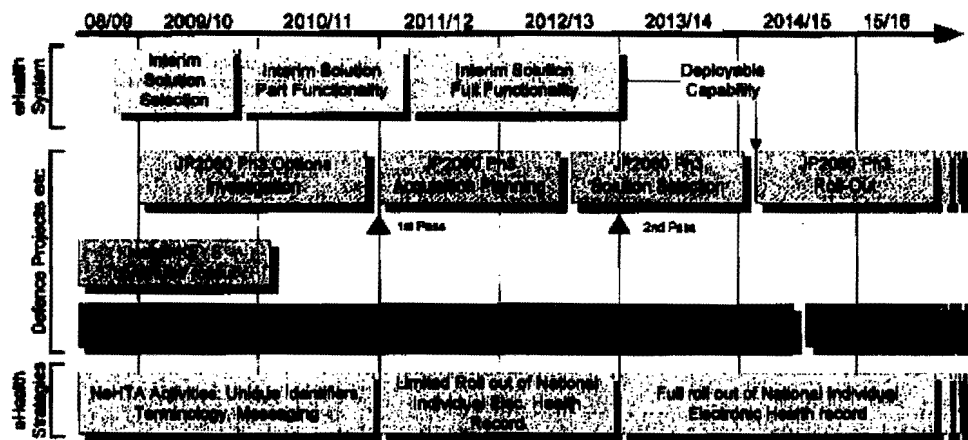 08/09 2009/10 2010/11 2011/12 2012/13 2013/14 2014/15 15/16
eHealth
System
Interim
Solution
Selection
Interim Solution
Part Functionality
Interim Solution
Full Functionality
Deployable
Capability
Defence Projects etc
JP2060 Ph3 Options
Investigation
JP2060 Ph3
Acquisition Planning
JP2060 Ph3
Solution Selection
JP2060 Ph3
Roll-Out
1st Pass
2nd Pass
eHealth
Strategies
NeHTA Activities: Unique Identifiers
Terminology, Messaging
Limited Roll out of National
Individual Elec. Health
Record
Full roll out of National Individual
Electronic Health record